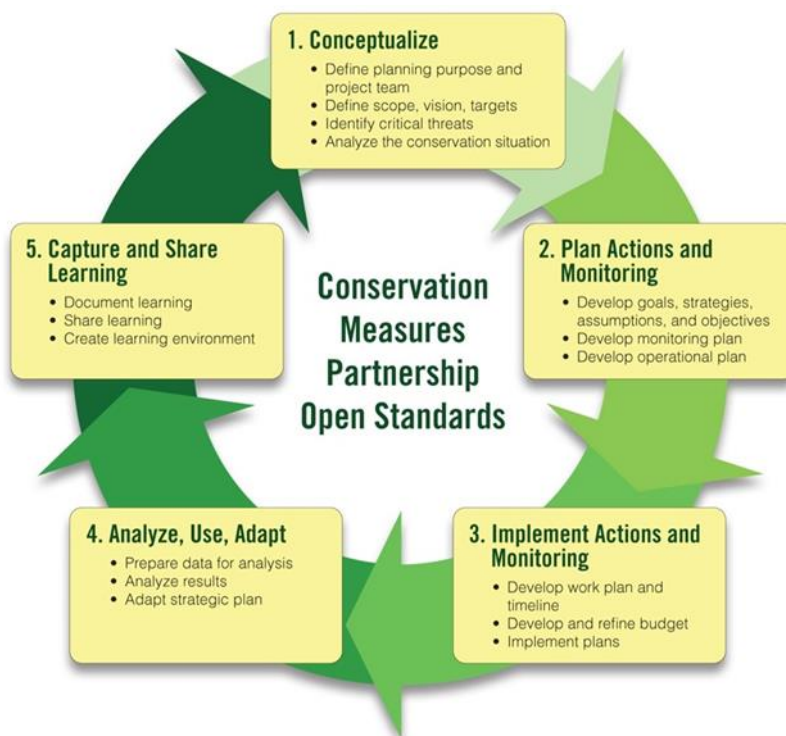 1. Conceptualize
• Define planning purpose and
project team
• Define scope, vision, targets
• Identify critical threats
• Analyze the conservation situation
2. Plan Actions and
Monitoring
• Develop goals, strategies,
assumptions, and objectives
• Develop monitoring plan
• Develop operational plan
3. Implement Actions and
Monitoring
• Develop work plan and
timeline
• Develop and refine budget
• Implement plans
4. Analyze, Use, Adapt
• Prepare data for analysis
• Analyze results
• Adapt strategic plan
5. Capture and Share
Learning
• Document learning
• Share learning
• Create learning environment
Conservation
Measures
Partnership
Open Standards